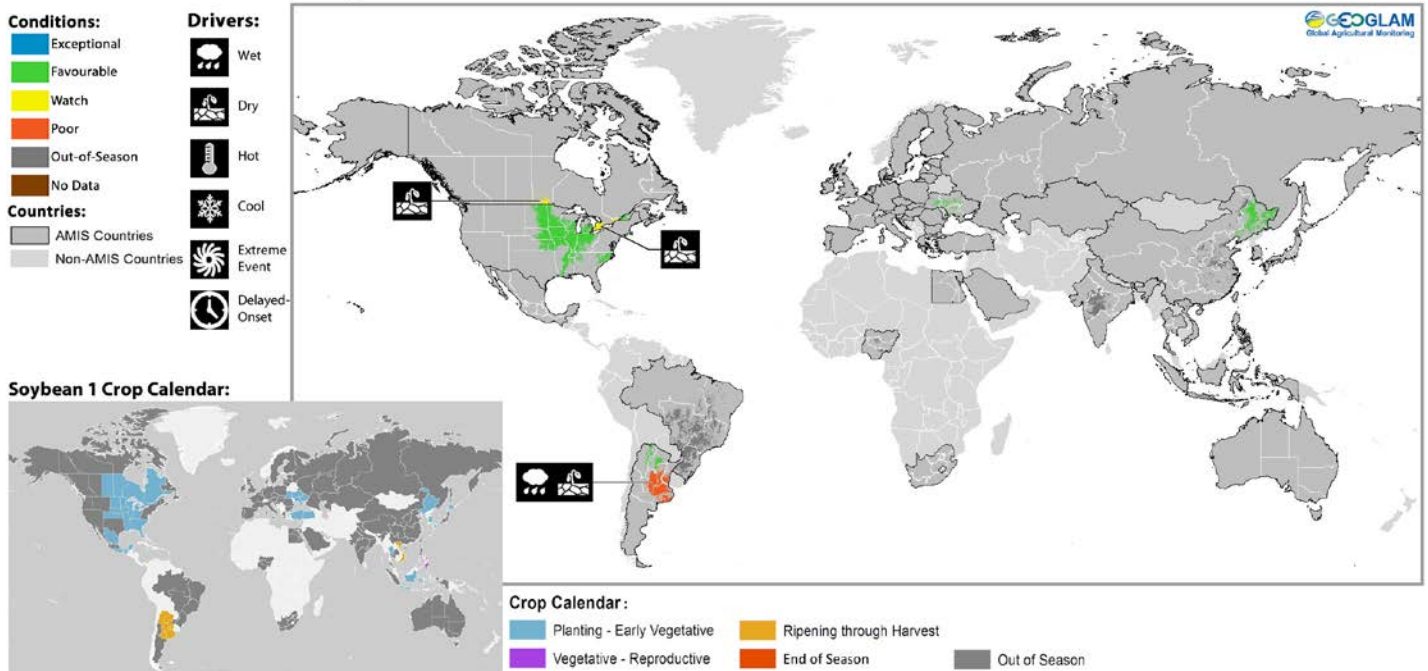 Conditions:
Exceptional
Favourable
Watch
Poor
Out-of-Season
No Data
Countries:
AMIS Countries
Non-AMIS Countries
Drivers:
Wet
Dry
Hot
Cool
Extreme
Event
Delayed-
Onset
GEOGLAM
Global Agricultural Monitoring
Soybean 1 Crop Calendar:
Crop Calendar :
Planting - Early Vegetative
Ripening through Harvest
Vegetative - Reproductive
End of Season
Out of Season